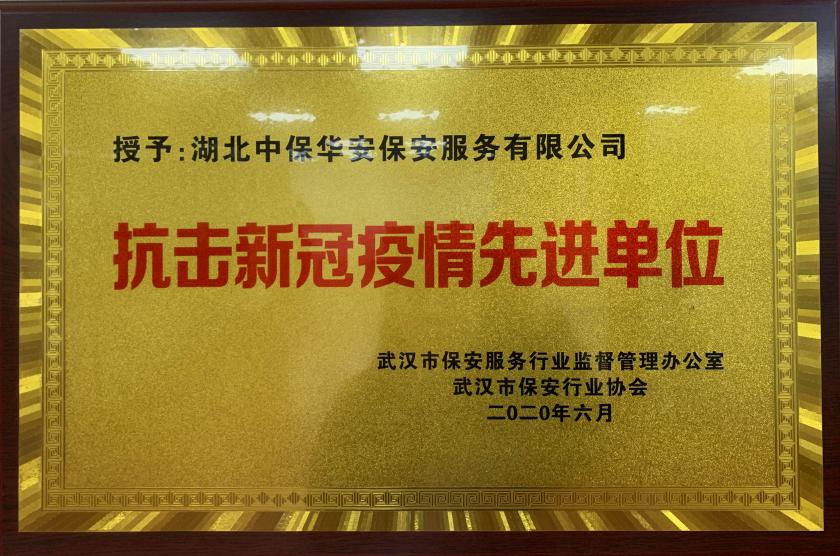 授予:湖北中保华安保安服务有限公司
抗击新冠疫情先进单位
武汉市保安服务行业监督管理办公室
武汉市保安行业协会
二0二0年六月